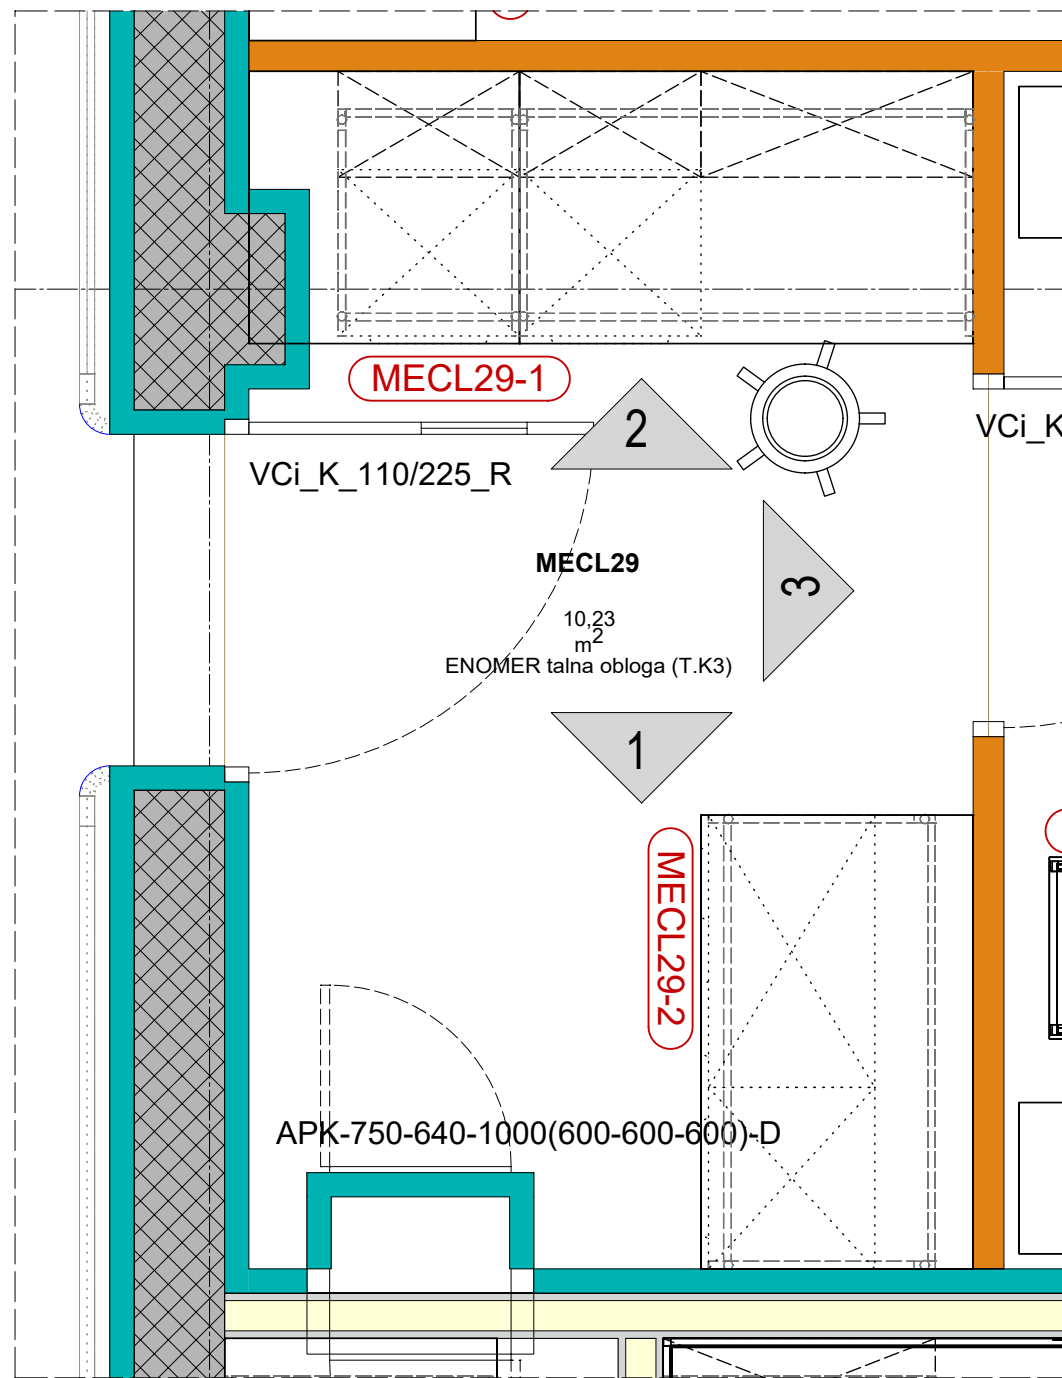 MECL29-1
2
VCi_K
VCi_K_110/225_R
MECL29
3
10,23
m2
ENOMER talna obloga (T.K3)
1
MECL29-2
APK-750-640-1000(600-600-600)-D